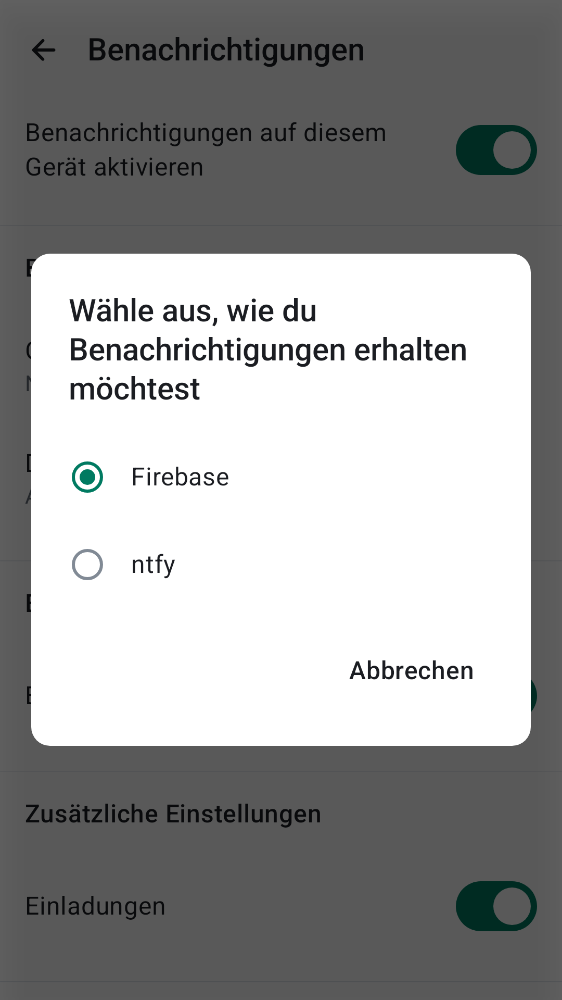 Benachrichtigungen
Benachrichtigungen auf diesem
Gerät aktivieren
Wähle aus, wie du
Benachrichtigungen erhalten
möchtest
Firebase
ntfy
Abbrechen
Zusätzliche Einstellungen
Einladungen